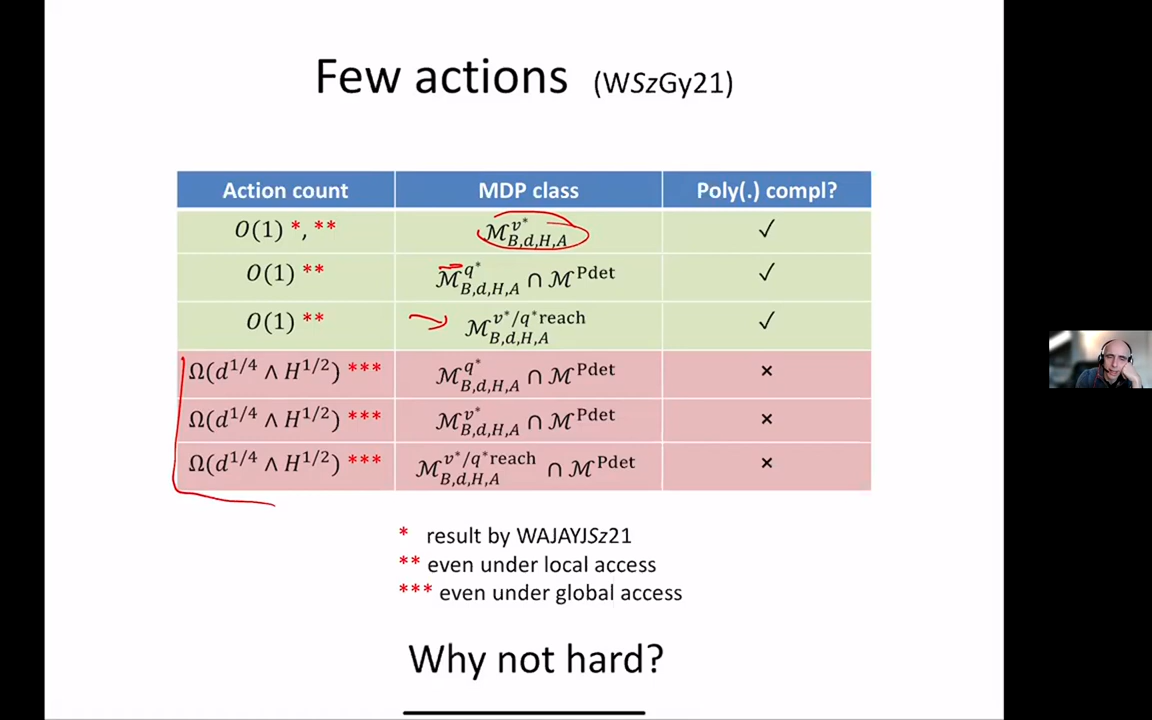 Few actions (WSzGy21)
Action count MDP class Poly(.) compl?
O(1) *, ** ℳ^{v*}_{B,d,H,A} ✓
O(1) ** ℳ^{q*}_{B,d,H,A} ∩ ℳ^{Pdet} ✓
O(1) ** ℳ^{v*/q*reach}_{B,d,H,A} ✓
Ω(d^{1/4} ∧ H^{1/2}) *** ℳ^{q*}_{B,d,H,A} ∩ ℳ^{Pdet} ×
Ω(d^{1/4} ∧ H^{1/2}) *** ℳ^{v*}_{B,d,H,A} ∩ ℳ^{Pdet} ×
Ω(d^{1/4} ∧ H^{1/2}) *** ℳ^{v*/q*reach}_{B,d,H,A} ∩ ℳ^{Pdet} ×
* result by WAJAYJSz21
** even under local access
*** even under global access
Why not hard?